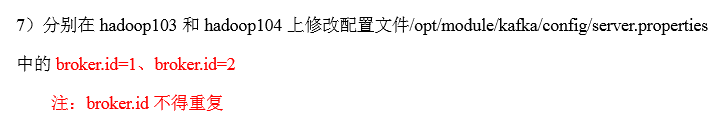 7）分别在 hadoop103 和 hadoop104 上修改配置文件/opt/module/kafka/config/server.properties
中的 broker.id=1、broker.id=2
注：broker.id 不得重复